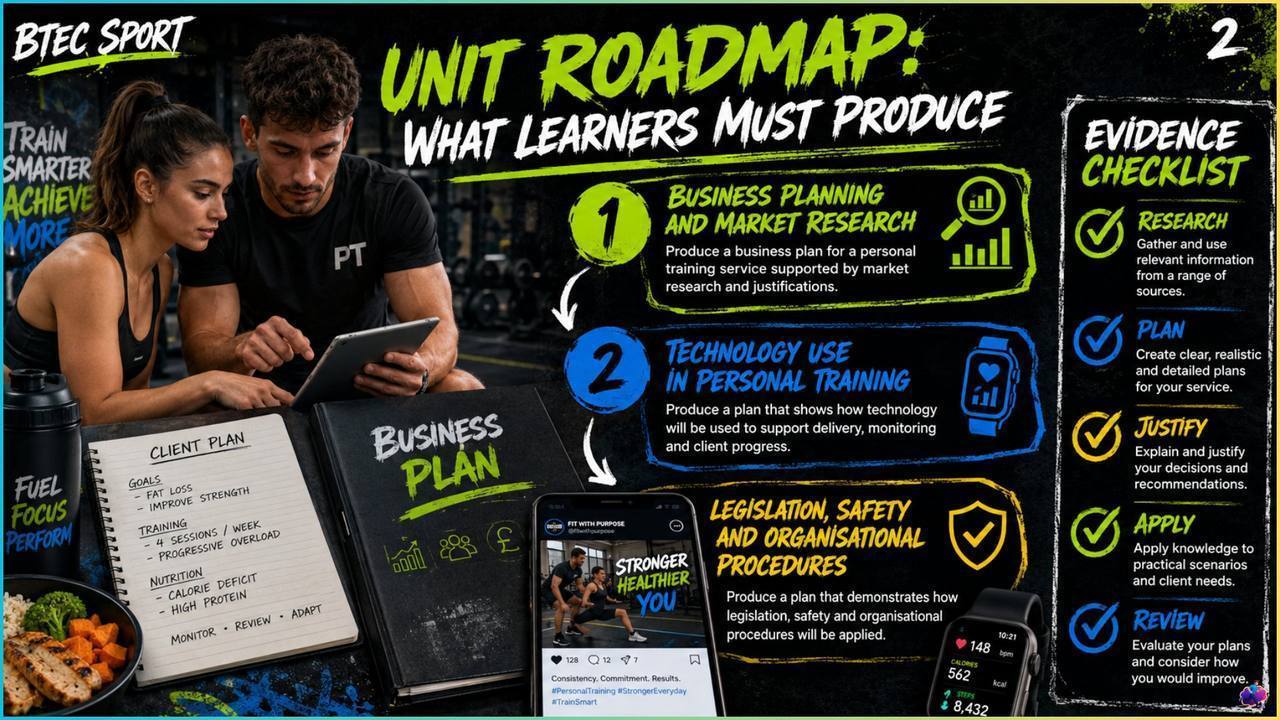 BTEC SPORT
UNIT ROADMAP:
WHAT LEARNERS MUST PRODUCE
2
TRAIN
SMARTER
ACHIEVE
MORE
PT
1
BUSINESS PLANNING
AND MARKET RESEARCH
Produce a business plan for a personal
training service supported by market
research and justifications.
2
TECHNOLOGY USE
IN PERSONAL TRAINING
Produce a plan that shows how technology
will be used to support delivery, monitoring
and client progress.
LEGISLATION, SAFETY
AND ORGANISATIONAL
PROCEDURES
Produce a plan that demonstrates how
legislation, safety and organisational
procedures will be applied.
EVIDENCE
CHECKLIST
RESEARCH
Gather and use
relevant information
from a range of
sources.
PLAN
Create clear, realistic
and detailed plans
for your service.
JUSTIFY
Explain and justify
your decisions and
recommendations.
APPLY
Apply knowledge to
practical scenarios
and client needs.
REVIEW
Evaluate your plans
and consider how
you would improve.
FUEL
FOCUS
PERFORM
CLIENT PLAN
GOALS
- FAT LOSS
- IMPROVE STRENGTH
TRAINING
- 4 SESSIONS / WEEK
- PROGRESSIVE OVERLOAD
NUTRITION
- CALORIE DEFICIT
- HIGH PROTEIN
MONITOR • REVIEW • ADAPT
BUSINESS
PLAN
£
FIT WITH PURPOSE
@fitwithpurpose
STRONGER
HEALTHIER
YOU
128 12 7
Consistency. Commitment. Results.
#PersonalTraining #StrongerEveryday
#TrainSmart
10:21
148 bpm
CALORIES
562 kcal
STEPS
8,432